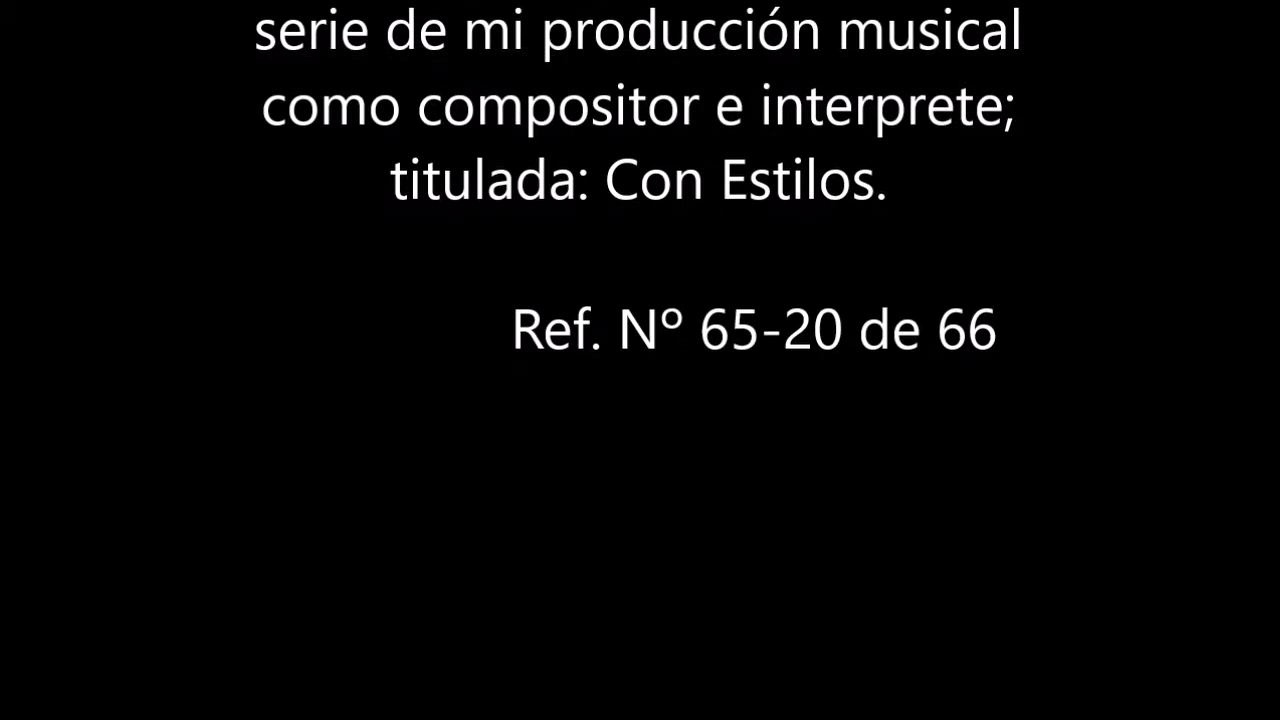 serie de mi producción musical
como compositor e interprete;
titulada: Con Estilos.
Ref. Nº 65-20 de 66